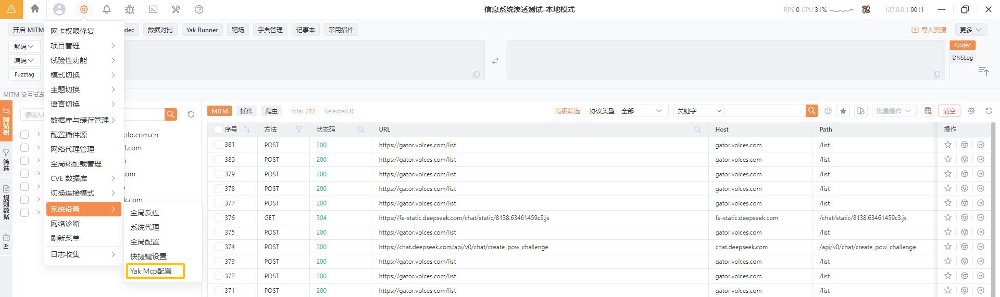 信息系统渗透测试-本地模式
RPS 0 CPU 31%
127.0.0.1 9011
开启 MITM
dec
数据对比
Yak Runner
靶场
字典管理
记事本
常用插件
导入资源
更多
解码
编码
Fuzztag
Codec
DNSLog
MITM 交互式劫
网卡权限修复
项目管理
试验性功能
模式切换
主题切换
语言切换
数据库与缓存管理
配置插件源
网络代理管理
全局热加载管理
CVE 数据库
切换连接模式
系统设置
网络诊断
刷新菜单
日志收集
全局反连
系统代理
全局配置
快捷键设置
Yak Mcp配置
网站树
筛选
规则数据
AI
请输入
olo.com.cn
l.com
m
.com
k.com
MITM 插件 爬虫 Total 212 Selected 0
高级筛选 协议类型 全部 关键字 批量操作 清空
序号 方法 状态码 URL Host Path 操作
381 POST 200 https://gator.volces.com/list gator.volces.com /list
380 POST 200 https://gator.volces.com/list gator.volces.com /list
379 POST 200 https://gator.volces.com/list gator.volces.com /list
378 POST 200 https://gator.volces.com/list gator.volces.com /list
377 POST 200 https://gator.volces.com/list gator.volces.com /list
376 GET 304 https://fe-static.deepseek.com/chat/static/8138.63461459c3.js fe-static.deepseek.com /chat/static/8138.63461459c3.js
375 POST 200 https://gator.volces.com/list gator.volces.com /list
374 POST 200 https://chat.deepseek.com/api/v0/chat/create_pow_challenge chat.deepseek.com /api/v0/chat/create_pow_challenge
373 POST 200 https://gator.volces.com/list gator.volces.com /list
372 POST 200 https://gator.volces.com/list gator.volces.com /list
371 POST 200 https://gator.volces.com/list gator.volces.com /list